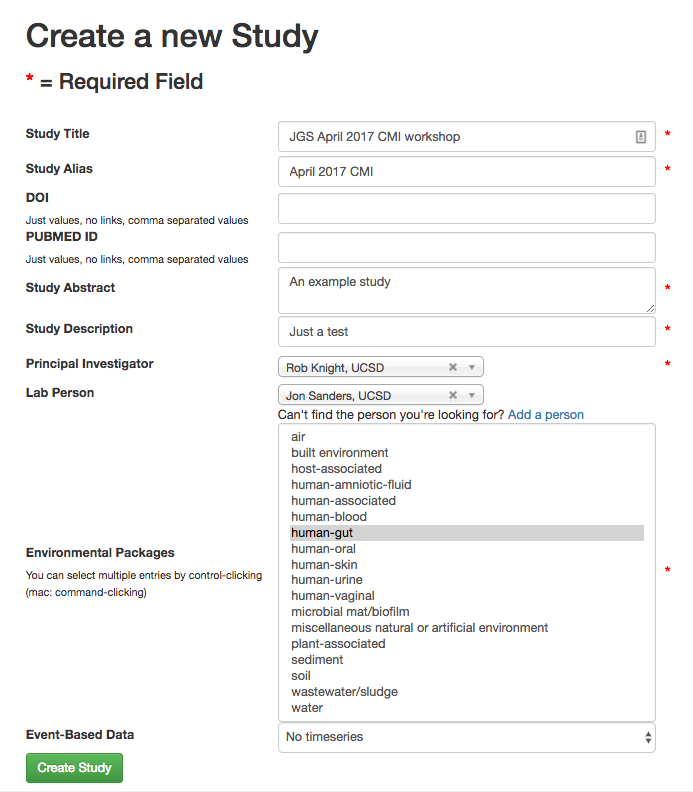 Create a new Study
* = Required Field
Study Title
JGS April 2017 CMI workshop
*
Study Alias
April 2017 CMI
*
DOI
Just values, no links, comma separated values
PUBMED ID
Just values, no links, comma separated values
Study Abstract
An example study
*
Study Description
Just a test
*
Principal Investigator
Rob Knight, UCSD
*
Lab Person
Jon Sanders, UCSD
Can't find the person you're looking for? Add a person
air
built environment
host-associated
human-amniotic-fluid
human-associated
human-blood
human-gut
human-oral
human-skin
human-urine
human-vaginal
microbial mat/biofilm
miscellaneous natural or artificial environment
plant-associated
sediment
soil
wastewater/sludge
water
Environmental Packages
You can select multiple entries by control-clicking
(mac: command-clicking)
*
Event-Based Data
No timeseries
Create Study